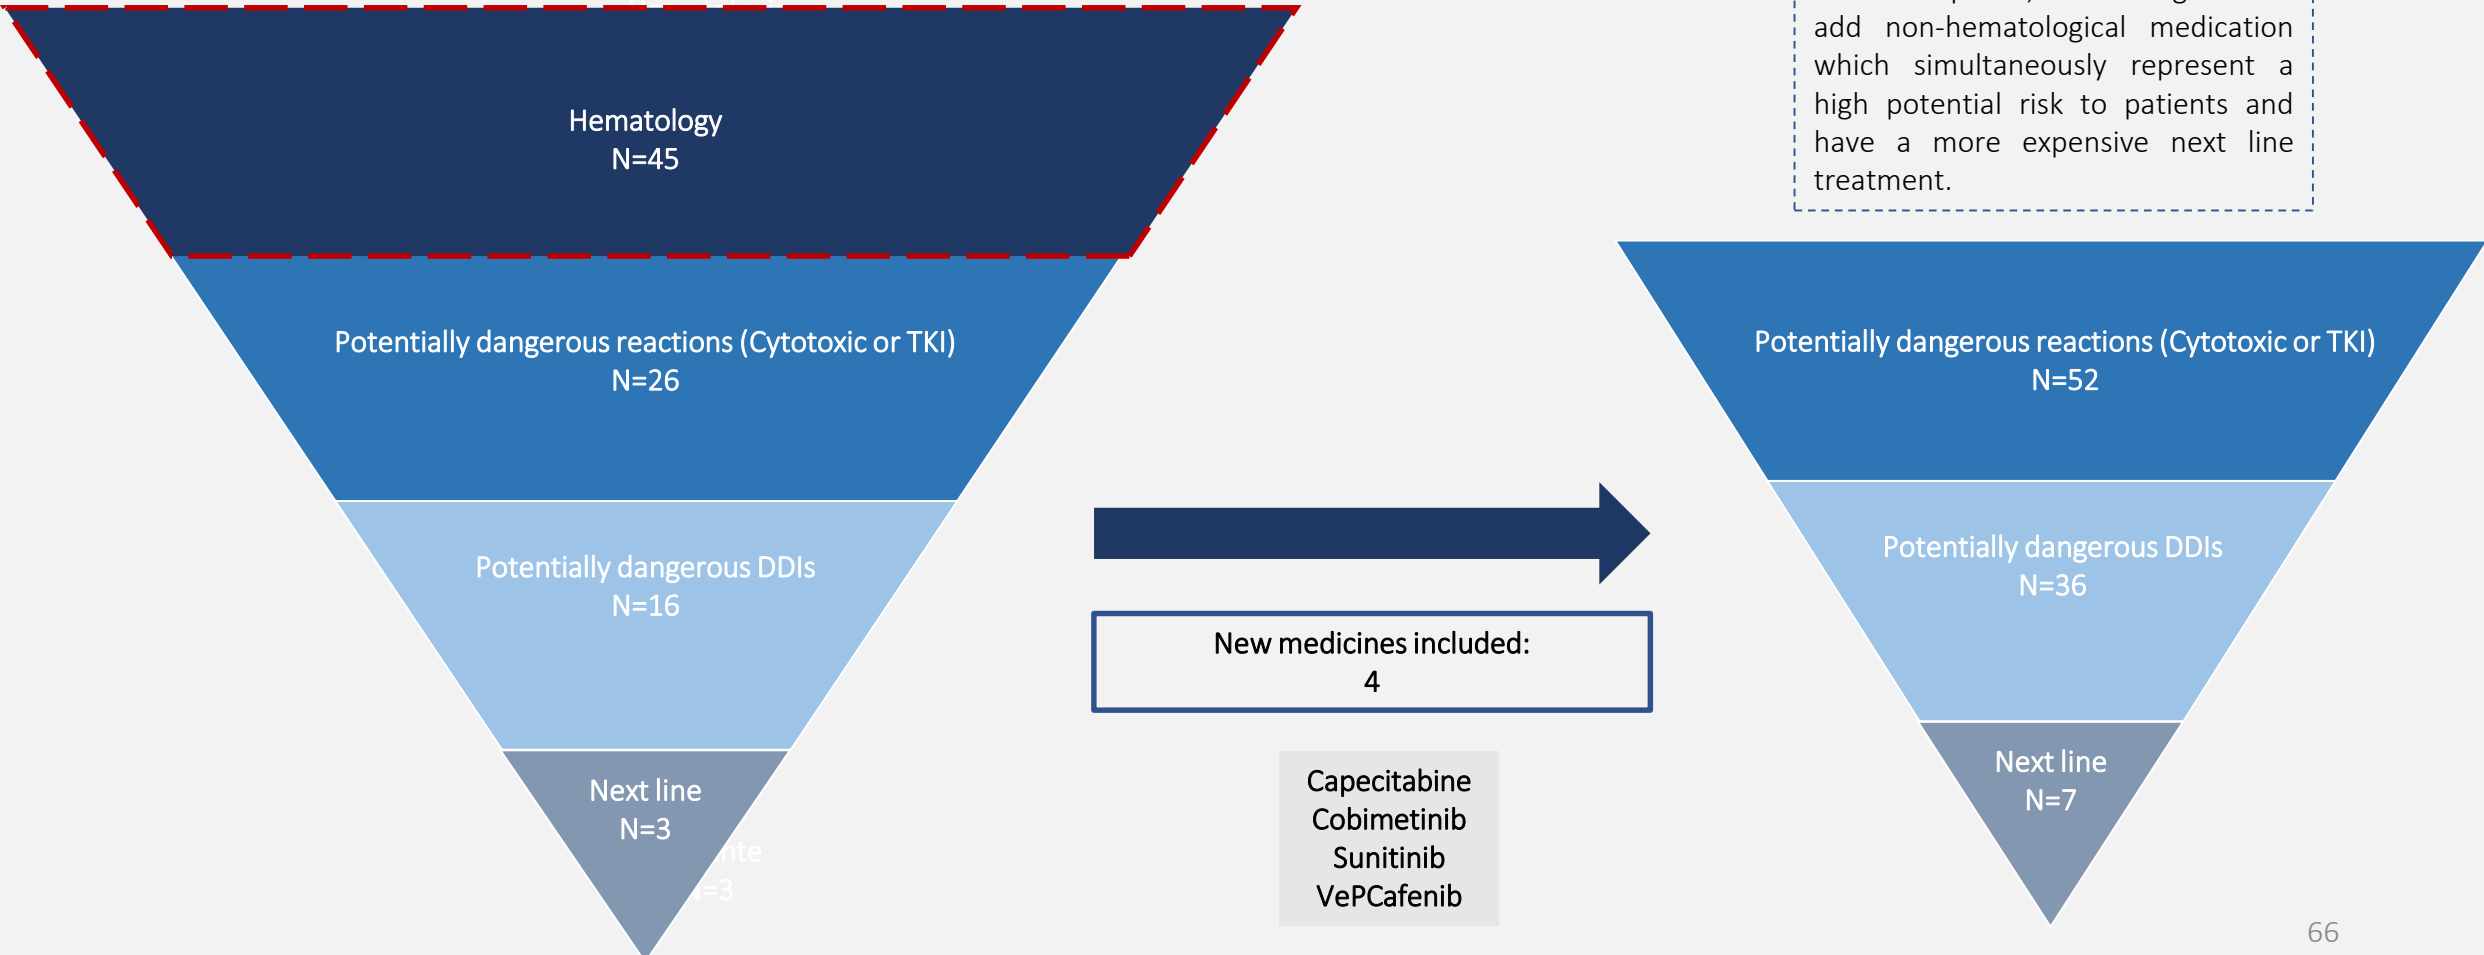 add non-hematological medication
which simultaneously represent a
high potential risk to patients and
have a more expensive next line
treatment.
Hematology
N=45
Potentially dangerous reactions (Cytotoxic or TKI)
N=26
Potentially dangerous DDIs
N=16
Next line
N=3
N=3
New medicines included:
4
Capecitabine
Cobimetinib
Sunitinib
VePCafenib
Potentially dangerous reactions (Cytotoxic or TKI)
N=52
Potentially dangerous DDIs
N=36
Next line
N=7
66